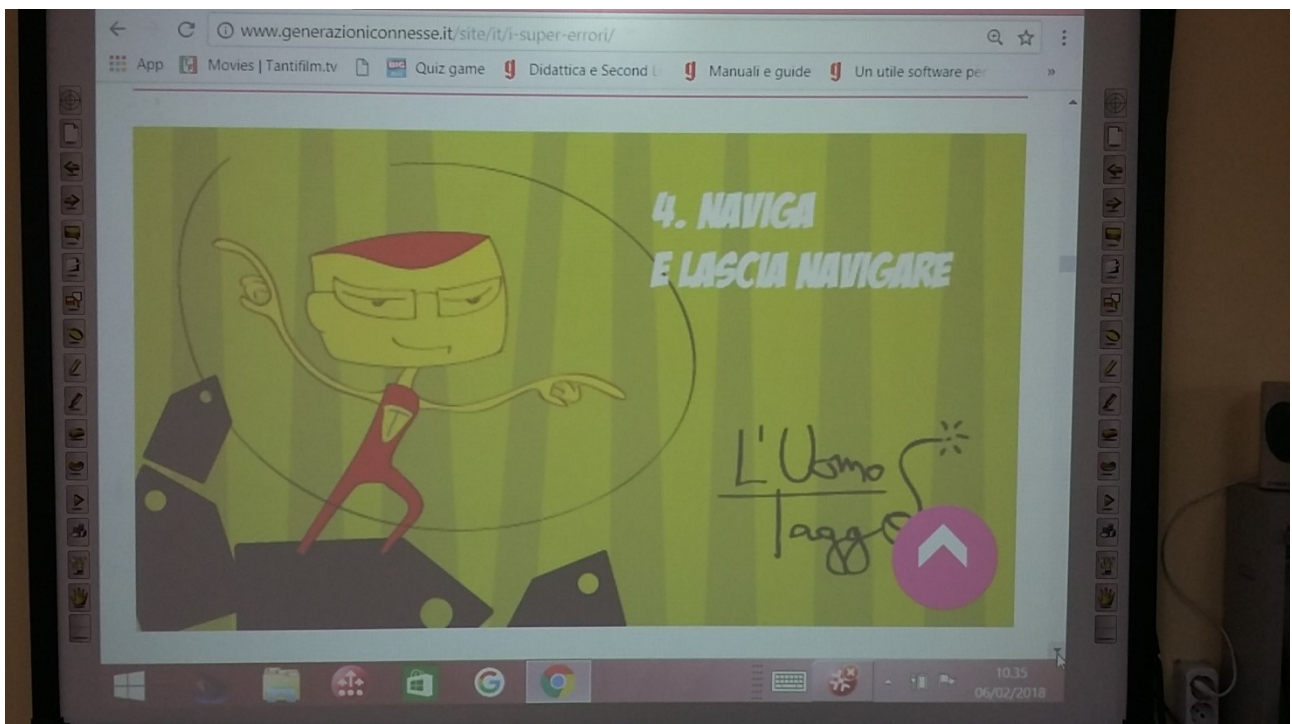 www.generazioniconnesse.it/site/it/i-super-errori/
App Movies | Tantifilm.tv Quiz game Didattica e Second Manuali e guide Un utile software per »
4. NAVIGA
E LASCIA NAVIGARE
T
L'Uomo
Taggo
10.35
06/02/2018